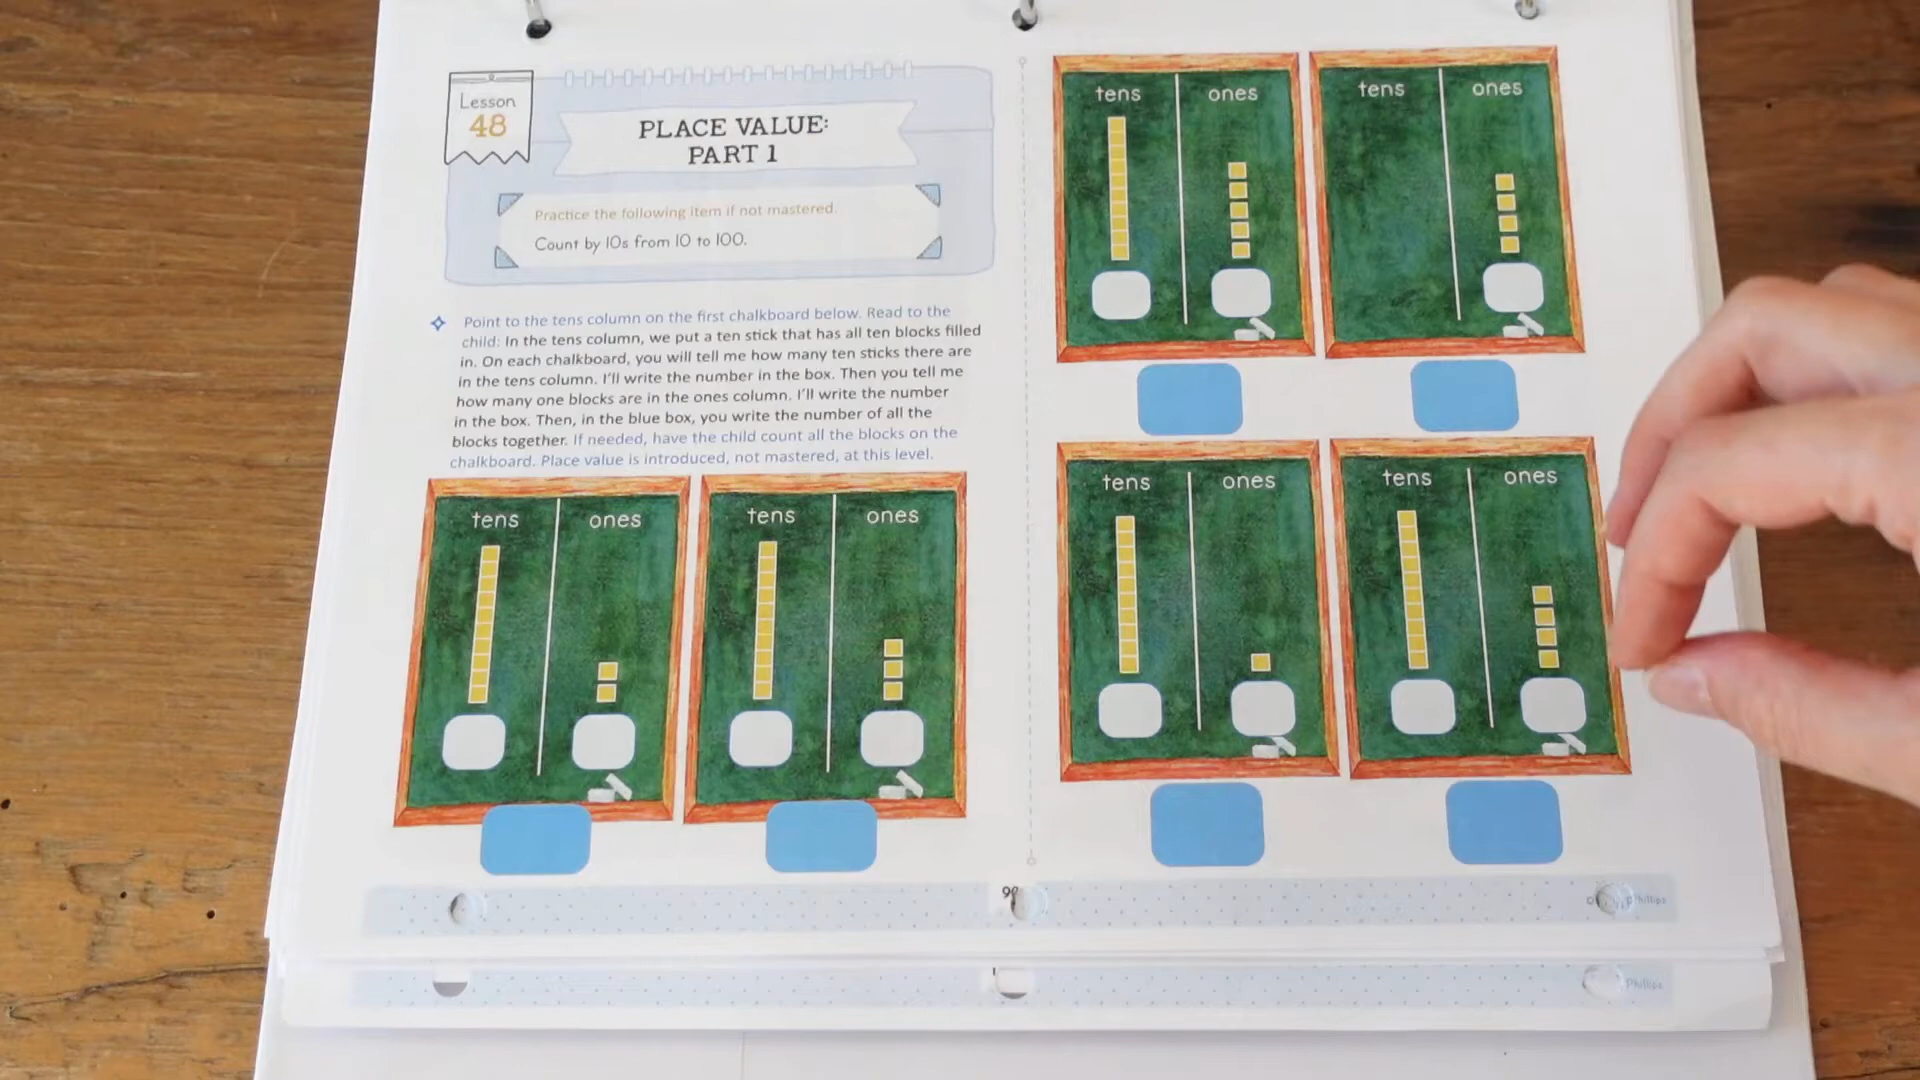 Lesson
48
PLACE VALUE:
PART 1
Practice the following item if not mastered.
Count by 10s from 10 to 100.
Point to the tens column on the first chalkboard below. Read to the
child: In the tens column, we put a ten stick that has all ten blocks filled
in. On each chalkboard, you will tell me how many ten sticks there are
in the tens column. I'll write the number in the box. Then you tell me
how many one blocks are in the ones column. I'll write the number
in the box. Then, in the blue box, you write the number of all the
blocks together. If needed, have the child count all the blocks on the
chalkboard. Place value is introduced, not mastered, at this level.
tens ones
tens ones
tens ones
tens ones
tens ones
tens ones
Phillips
Phillips